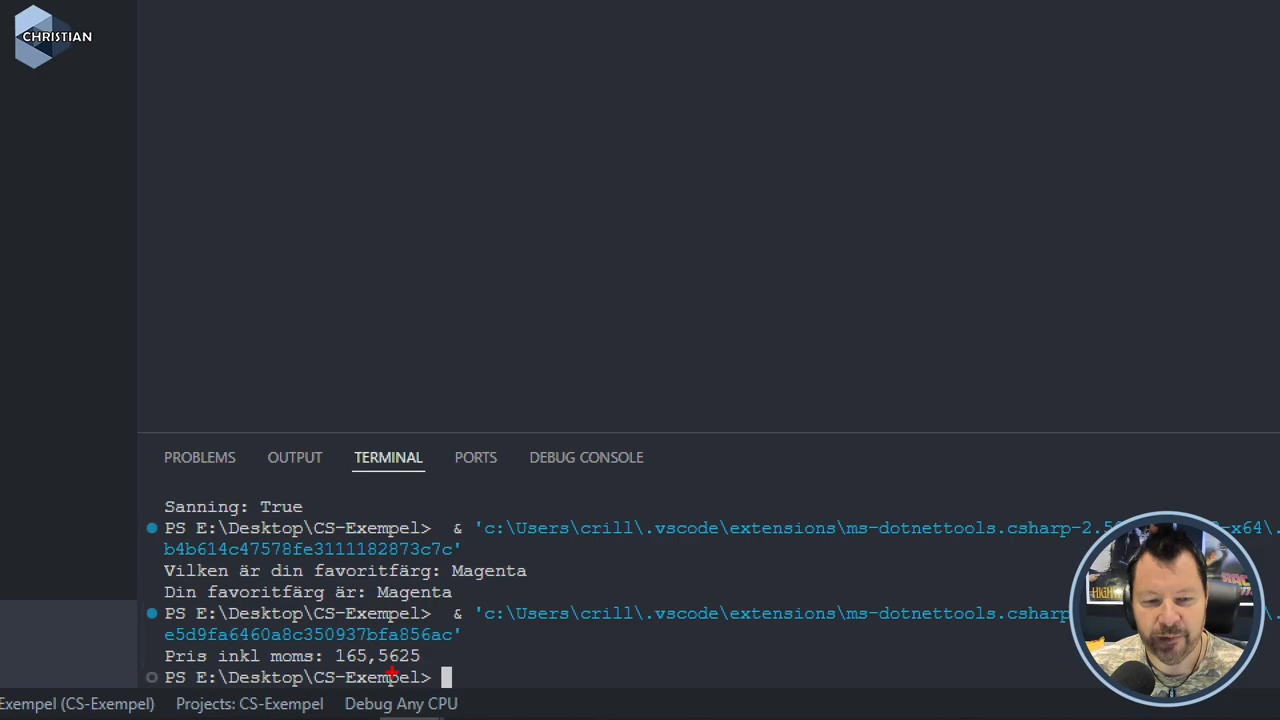 CHRISTIAN
PROBLEMS OUTPUT TERMINAL PORTS DEBUG CONSOLE
Sanning: True
PS E:\Desktop\CS-Exempel> & 'c:\Users\crill\.vscode\extensions\ms-dotnettools.csharp-2.5 -x64\.
b4b614c47578fe3111182873c7c'
Vilken är din favoritfärg: Magenta
Din favoritfärg är: Magenta
PS E:\Desktop\CS-Exempel> & 'c:\Users\crill\.vscode\extensions\ms-dotnettools.csharp
e5d9fa6460a8c350937bfa856ac'
Pris inkl moms: 165,5625
PS E:\Desktop\CS-Exempel>
Exempel (CS-Exempel) Projects: CS-Exempel Debug Any CPU